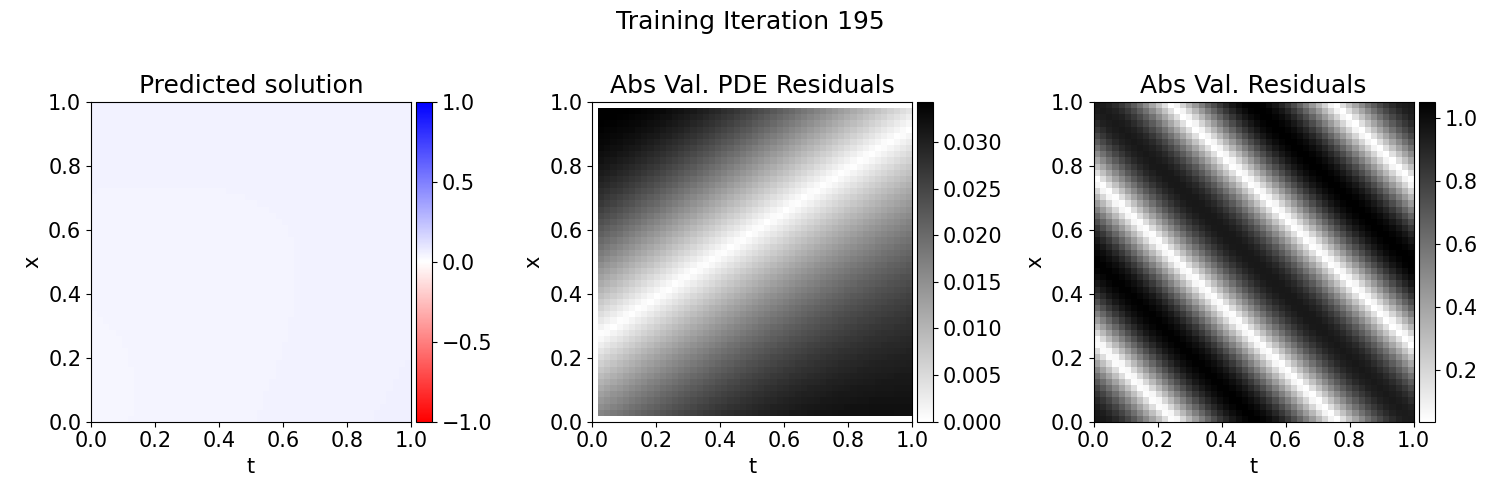 Training Iteration 195
Predicted solution
Abs Val. PDE Residuals
Abs Val. Residuals
1.0
0.8
0.6
0.4
0.2
0.0
x
0.0 0.2 0.4 0.6 0.8 1.0
t
1.0
0.5
0.0
−0.5
−1.0
1.0
0.8
0.6
0.4
0.2
0.0
x
0.0 0.2 0.4 0.6 0.8 1.0
t
0.030
0.025
0.020
0.015
0.010
0.005
0.000
1.0
0.8
0.6
0.4
0.2
0.0
x
0.0 0.2 0.4 0.6 0.8 1.0
t
1.0
0.8
0.6
0.4
0.2